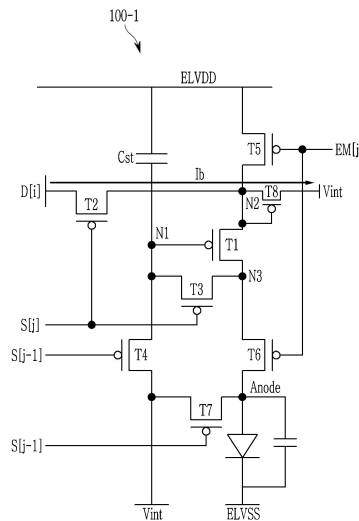 100-1
ELVDD
T5
EM[j
Cst
Ib
D[i]
T2
N2
T8
Vint
N1
T1
T3
N3
S[j]
S[j-1]
T4
T6
Anode
T7
S[j-1]
Vint
ELVSS